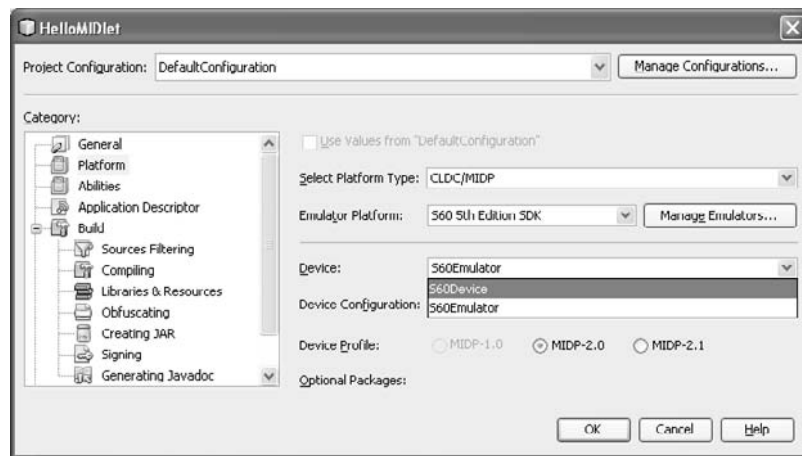 HelloMIDlet
Project Configuration: DefaultConfiguration Manage Configurations...
Category:
General
Platform
Abilities
Application Descriptor
Build
Sources Filtering
Compiling
Libraries & Resources
Obfuscating
Creating JAR
Signing
Generating Javadoc
Use Values from "DefaultConfiguration"
Select Platform Type: CLDC/MIDP
Emulator Platform: S60 5th Edition SDK Manage Emulators...
Device: S60Emulator
S60Device
Device Configuration: S60Emulator
Device Profile: MIDP-1.0 MIDP-2.0 MIDP-2.1
Optional Packages:
OK Cancel Help